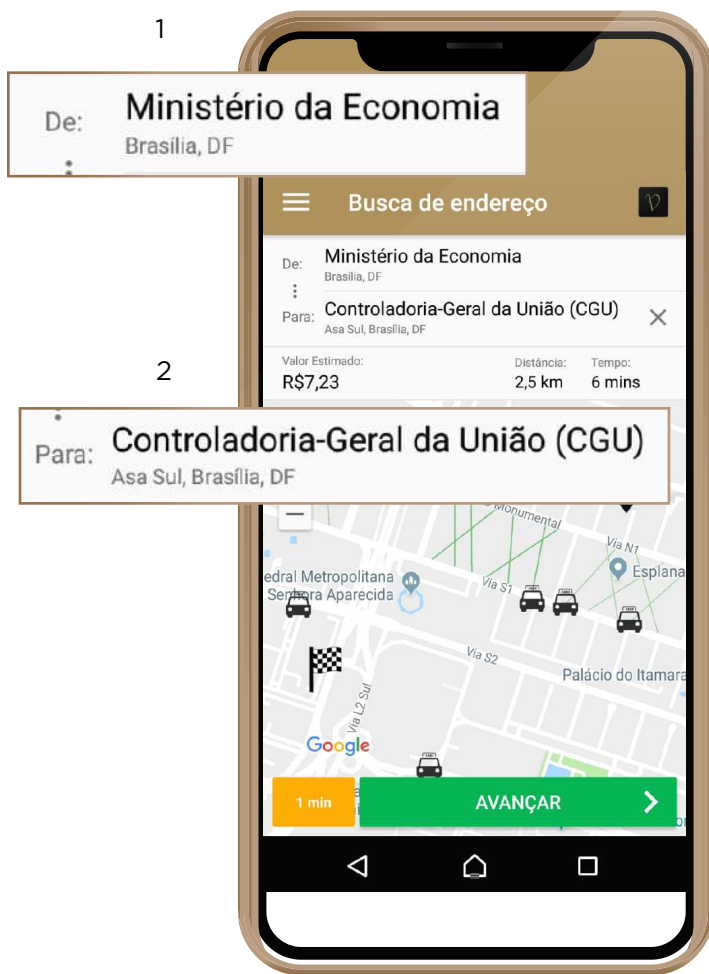 1
De: Ministério da Economia
Brasília, DF
Busca de endereço
De: Ministério da Economia
Brasília, DF
Para: Controladoria-Geral da União (CGU)
Asa Sul, Brasília, DF
Valor Estimado: Distância: Tempo:
R$7,23 2,5 km 6 mins
2
Para: Controladoria-Geral da União (CGU)
Asa Sul, Brasília, DF
Monumental
Via N1
Esplana
edral Metropolitana
Senhora Aparecida
Via S1
Via S2
Palácio do Itamara
Via L2 Sul
Google
1 min
AVANÇAR